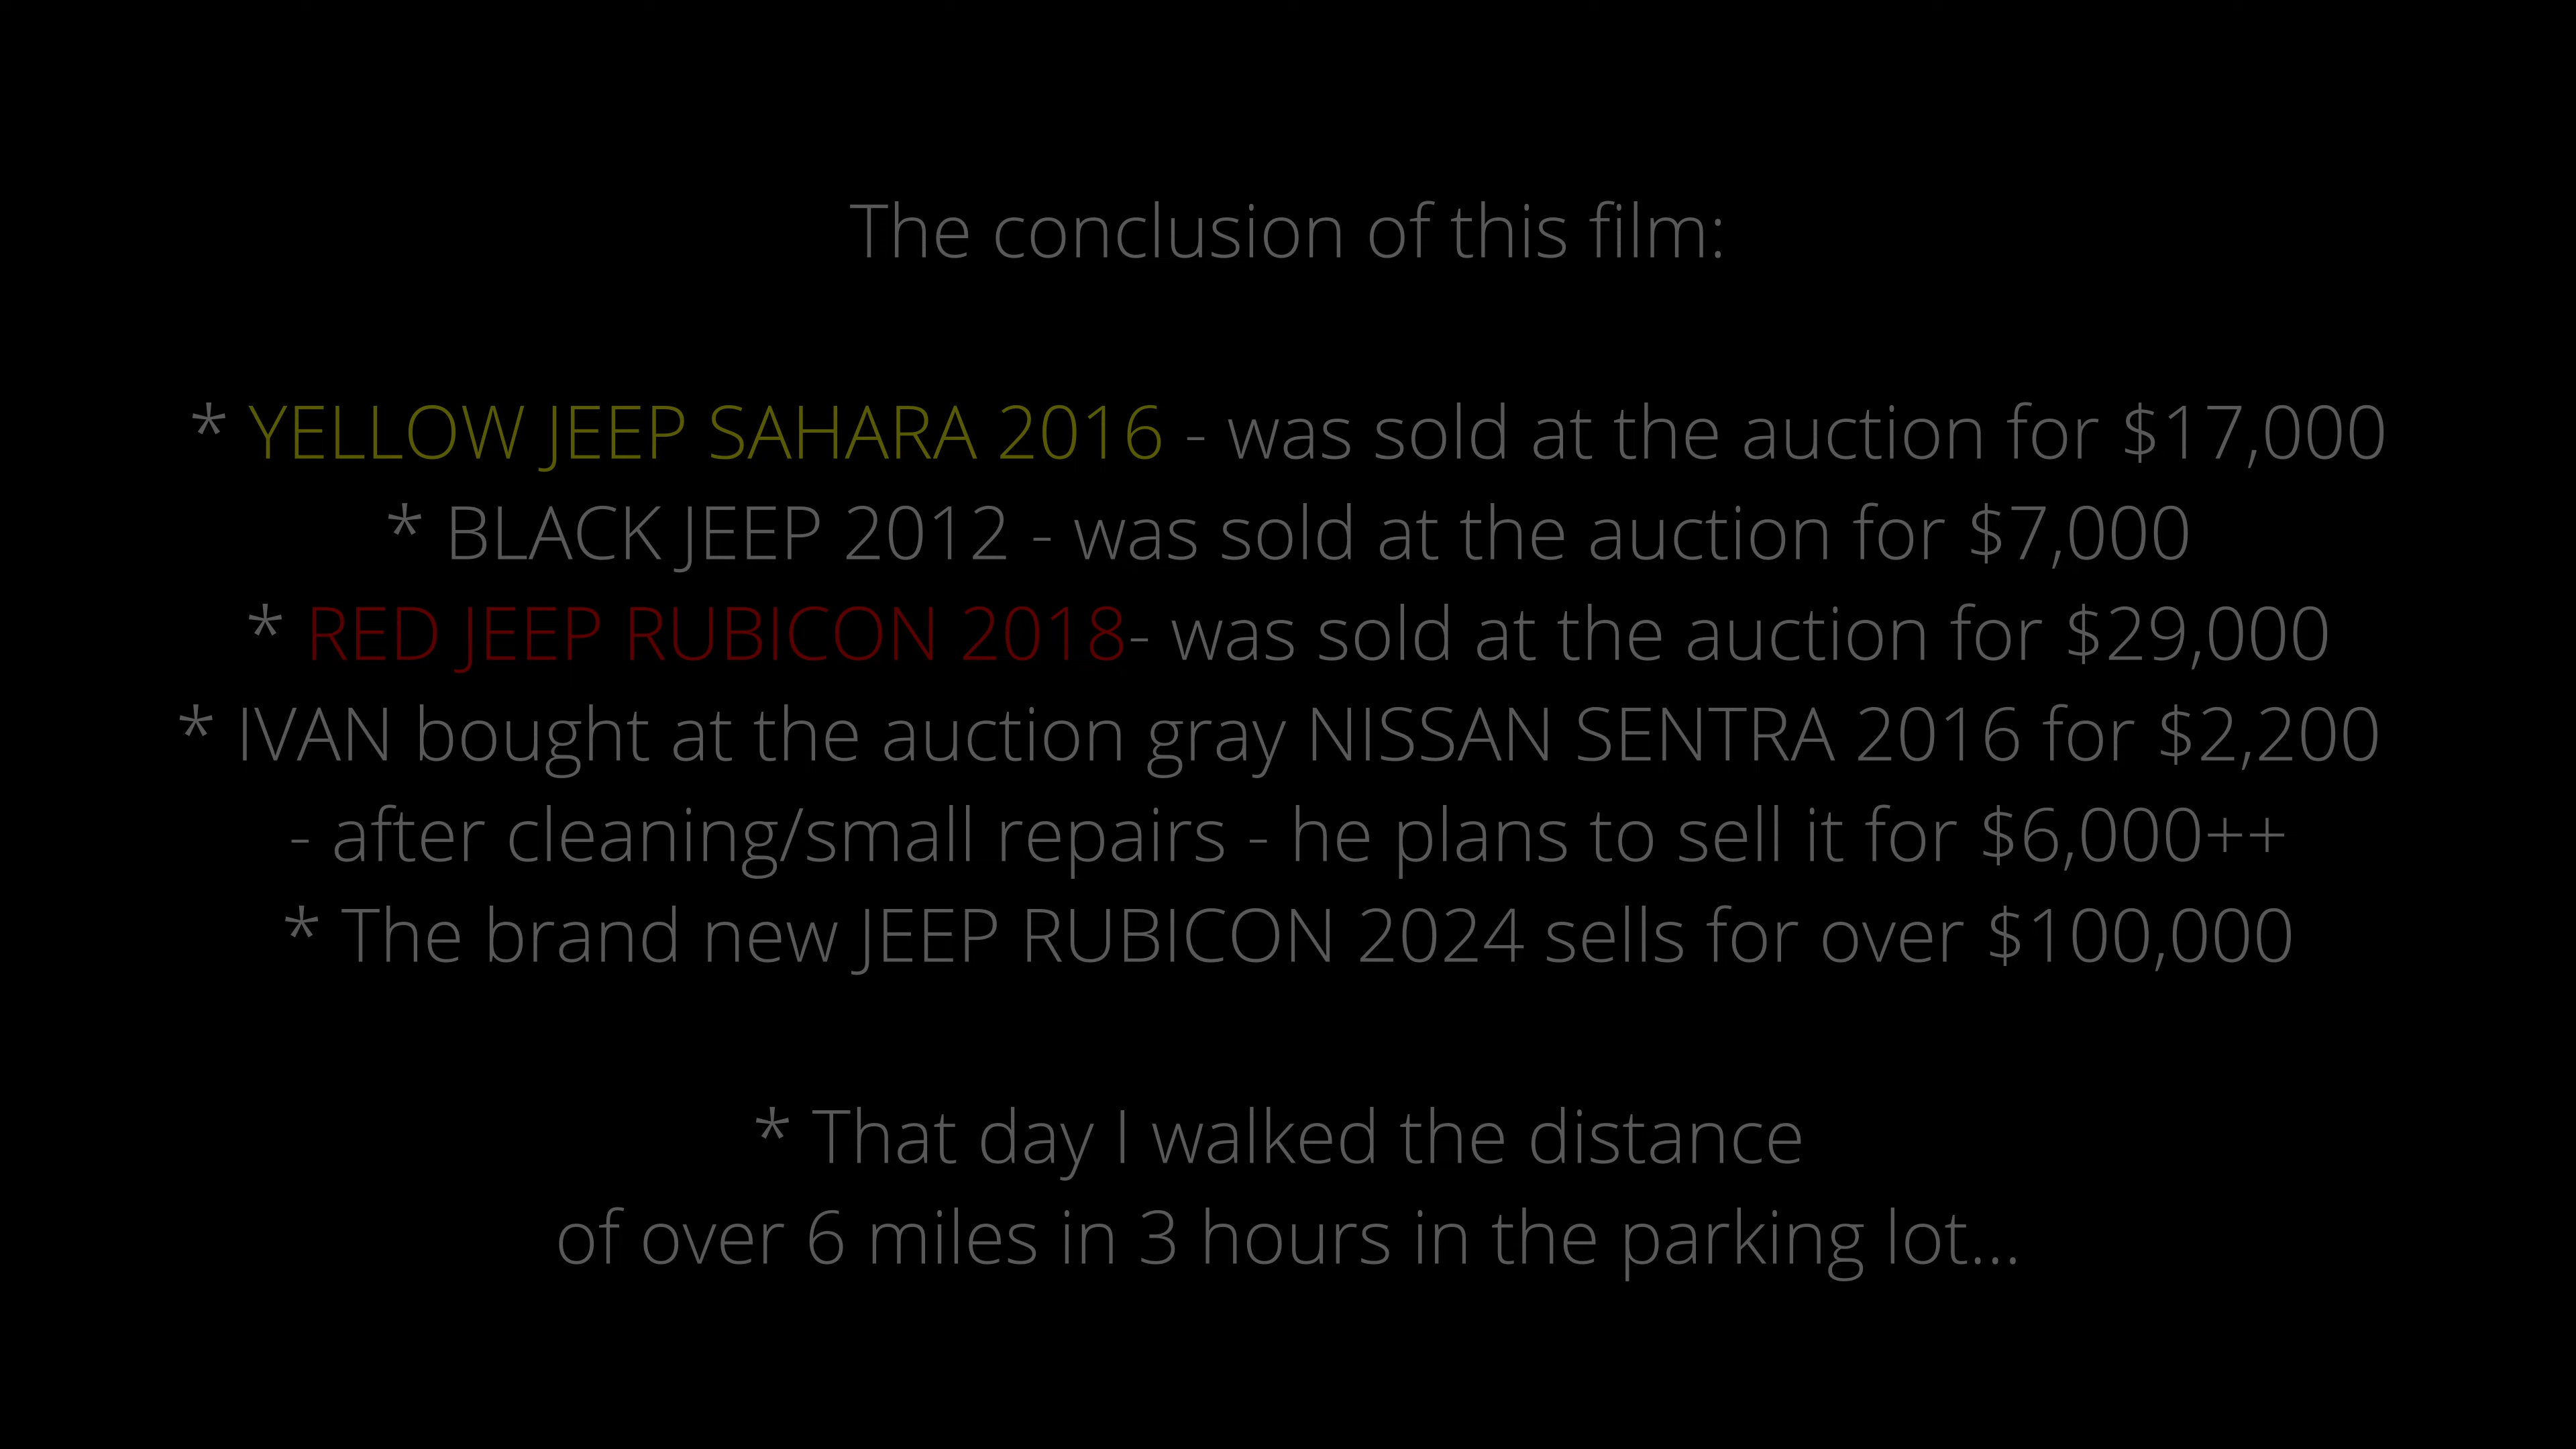 The conclusion of this film:
* YELLOW JEEP SAHARA 2016 - was sold at the auction for $17,000
* BLACK JEEP 2012 - was sold at the auction for $7,000
* RED JEEP RUBICON 2018- was sold at the auction for $29,000
* IVAN bought at the auction gray NISSAN SENTRA 2016 for $2,200
- after cleaning/small repairs - he plans to sell it for $6,000++
* The brand new JEEP RUBICON 2024 sells for over $100,000
* That day I walked the distance
of over 6 miles in 3 hours in the parking lot...